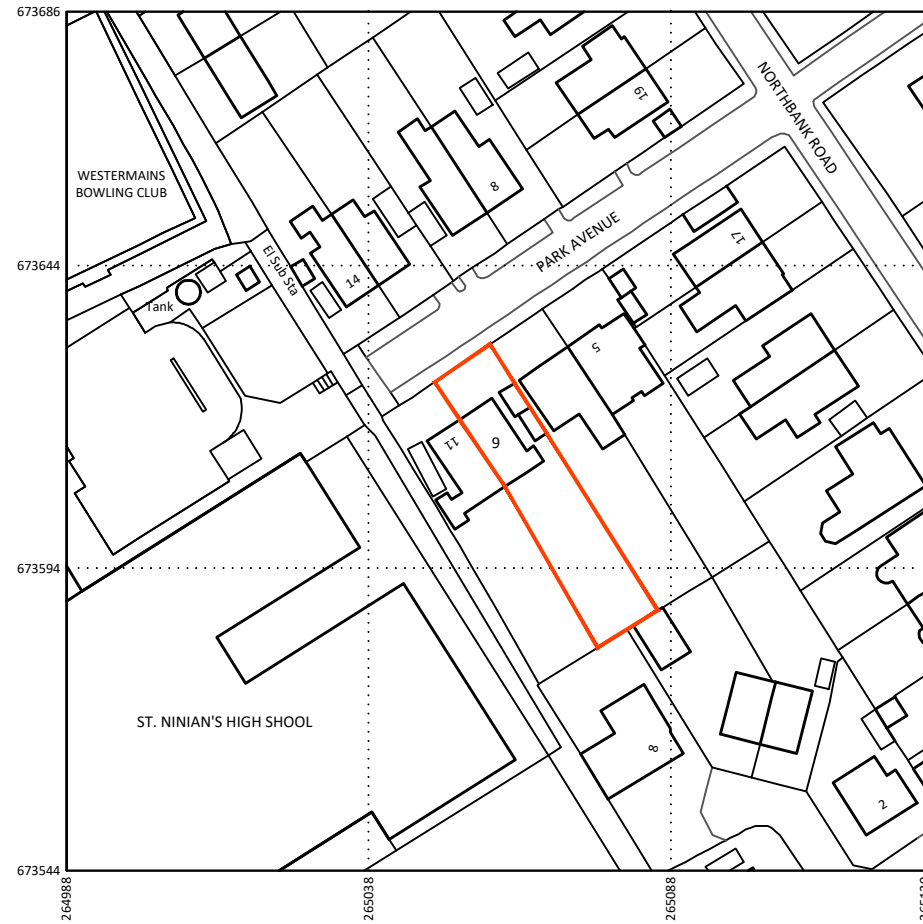 673686
19
NORTHBANK ROAD
WESTERMAINS
BOWLING CLUB
8
PARK AVENUE
17
673644
El Sub Sta
14
Tank
5
11
9
673594
ST. NINIAN'S HIGH SHOOL
8
2
673544
264988
265038
265088